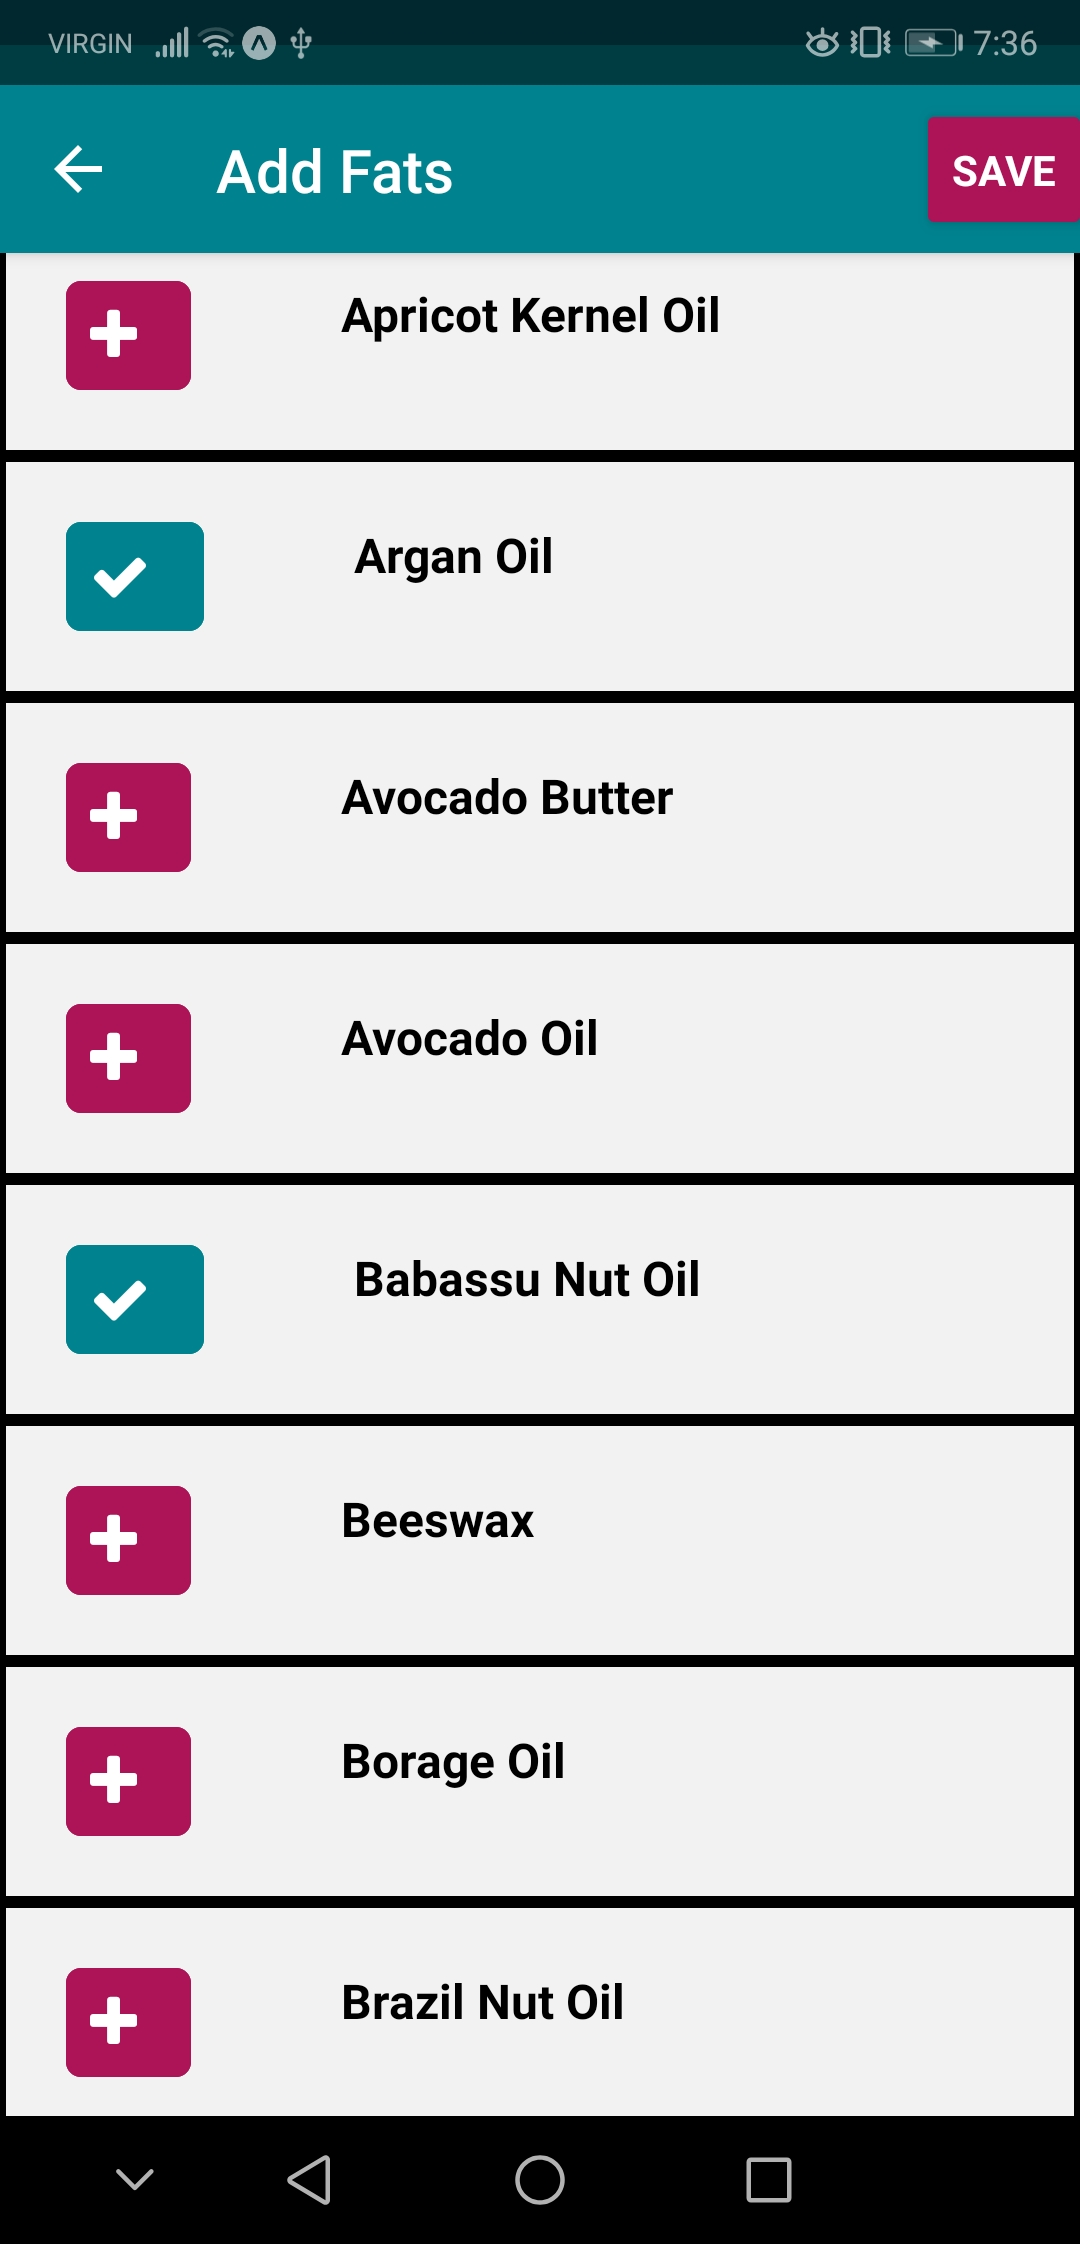 VIRGIN 7:36
Add Fats SAVE
Apricot Kernel Oil
Argan Oil
Avocado Butter
Avocado Oil
Babassu Nut Oil
Beeswax
Borage Oil
Brazil Nut Oil